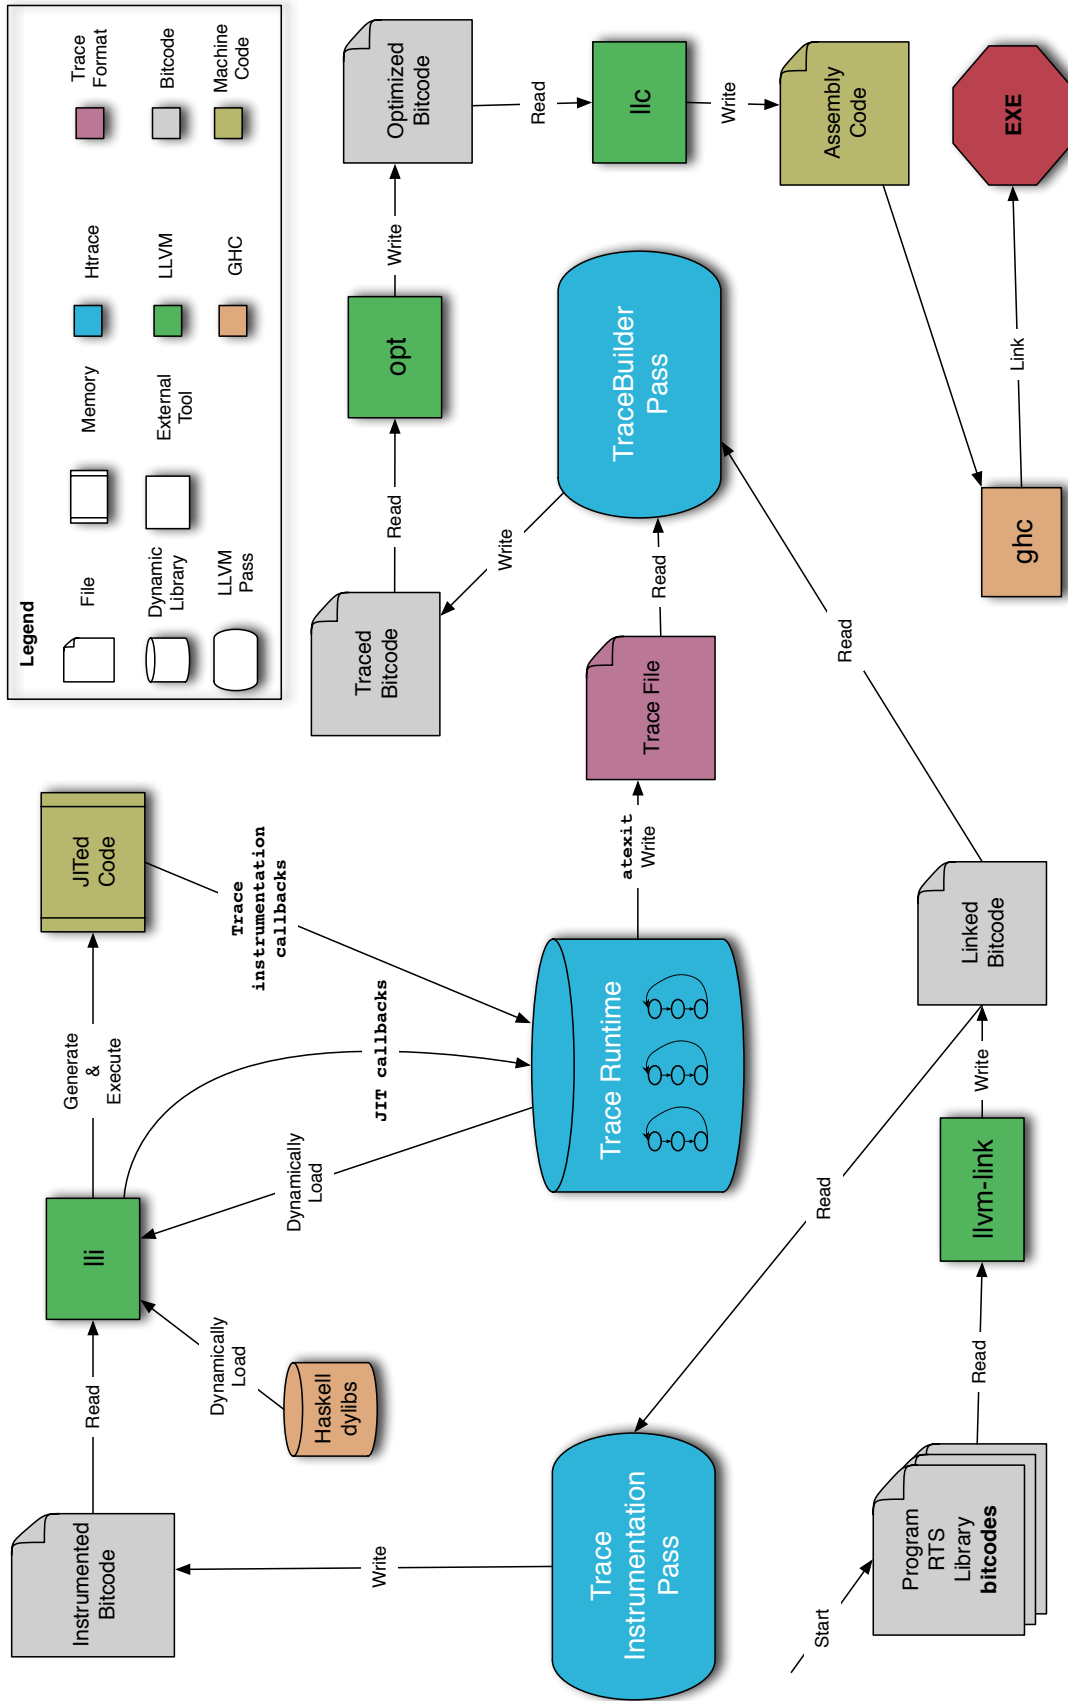 Legend
File
Memory
Htrace
Trace
Format
Dynamic
Library
External
Tool
LLVM
Bitcode
LLVM
Pass
GHC
Machine
Code
Instrumented
Bitcode
Read
lli
Generate
&
Execute
JITed
Code
Dynamically
Load
Haskell
dylibs
Dynamically
Load
JIT callbacks
Trace
instrumentation
callbacks
Write
Trace
Instrumentation
Pass
Trace Runtime
atexit
Write
Trace File
Read
TraceBuilder
Pass
Write
Traced
Bitcode
Read
opt
Write
Optimized
Bitcode
Read
llc
Write
Assembly
Code
Start
Program
RTS
Library
bitcodes
Read
llvm-link
Write
Linked
Bitcode
Read
Read
ghc
Link
EXE